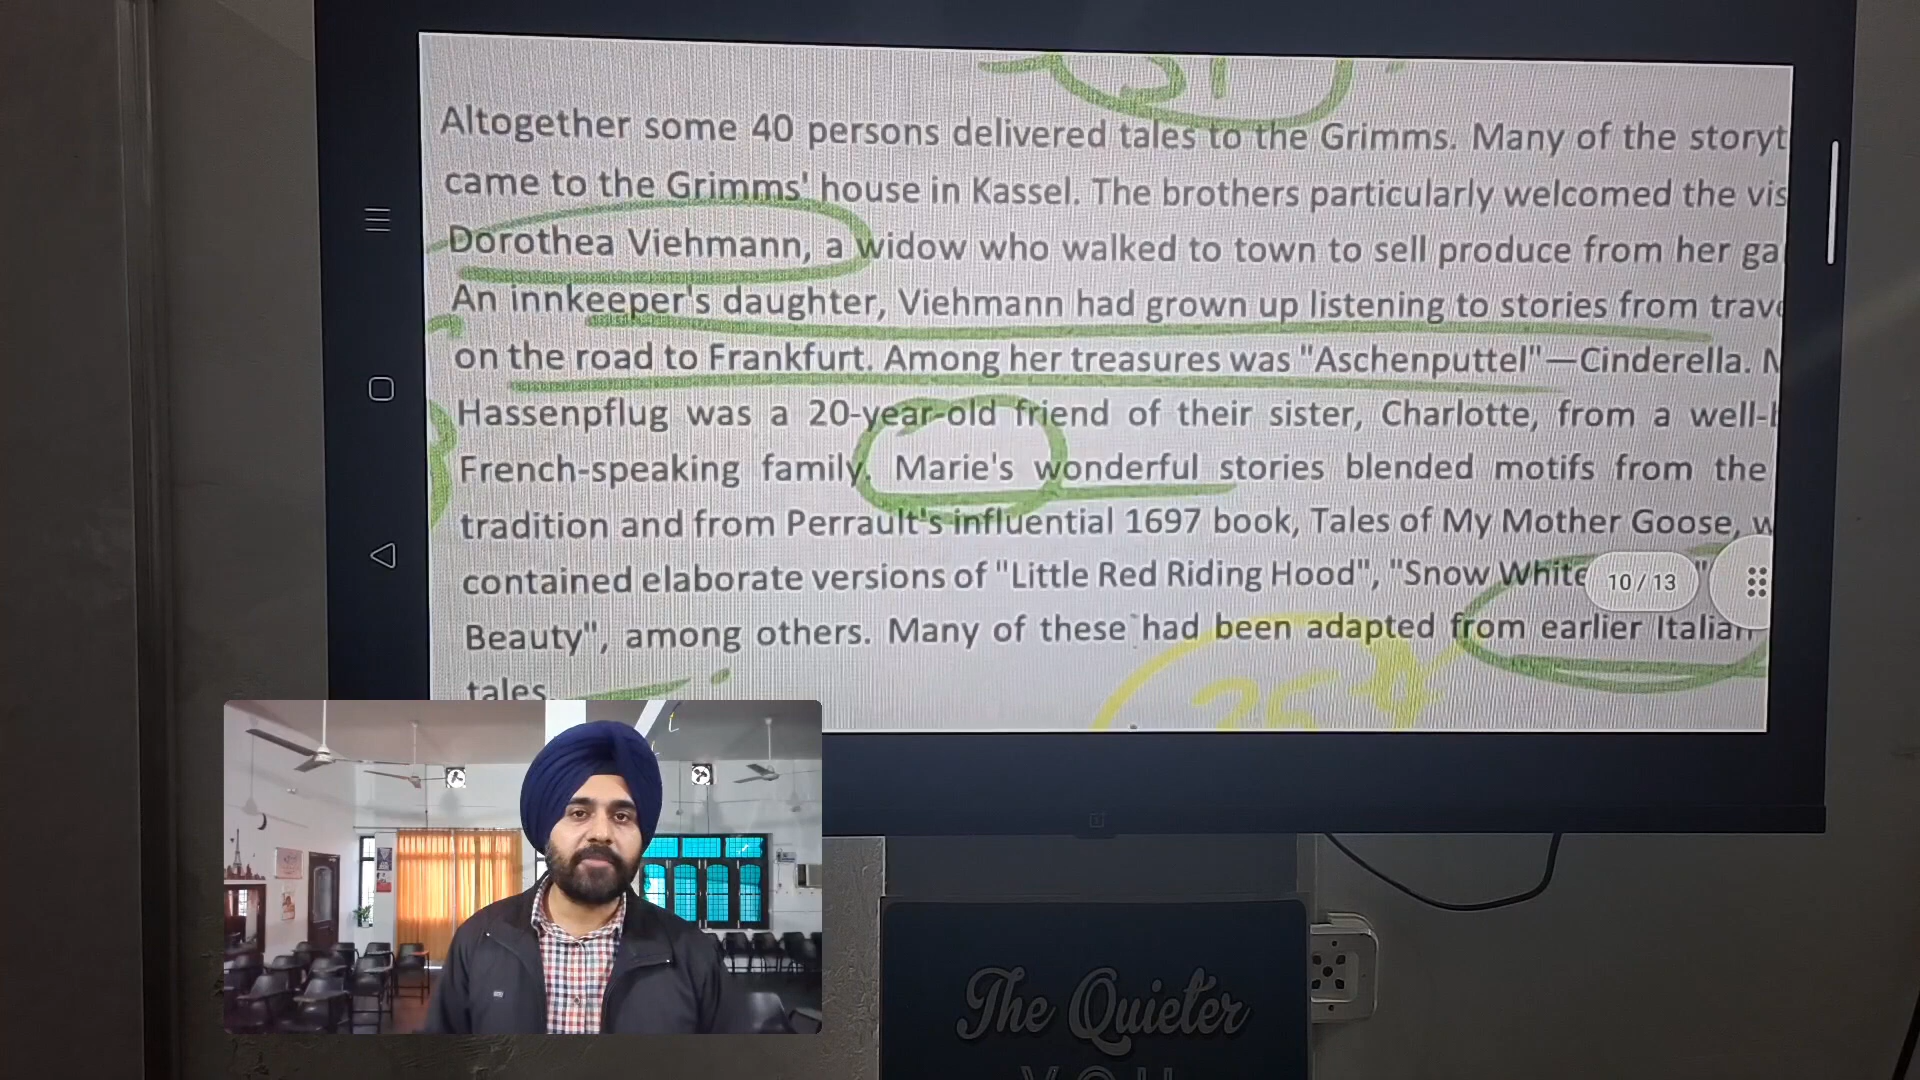 Altogether some 40 persons delivered tales to the Grimms. Many of the storyt
came to the Grimms' house in Kassel. The brothers particularly welcomed the vis
Dorothea Viehmann, a widow who walked to town to sell produce from her ga
An innkeeper's daughter, Viehmann had grown up listening to stories from trave
on the road to Frankfurt. Among her treasures was "Aschenputtel"—Cinderella. M
Hassenpflug was a 20-year-old friend of their sister, Charlotte, from a well-b
French-speaking family. Marie's wonderful stories blended motifs from the
tradition and from Perrault's influential 1697 book, Tales of My Mother Goose, w
contained elaborate versions of "Little Red Riding Hood", "Snow White
10/13
Beauty", among others. Many of these had been adapted from earlier Italian
tales.
26
The Quieter
YOU